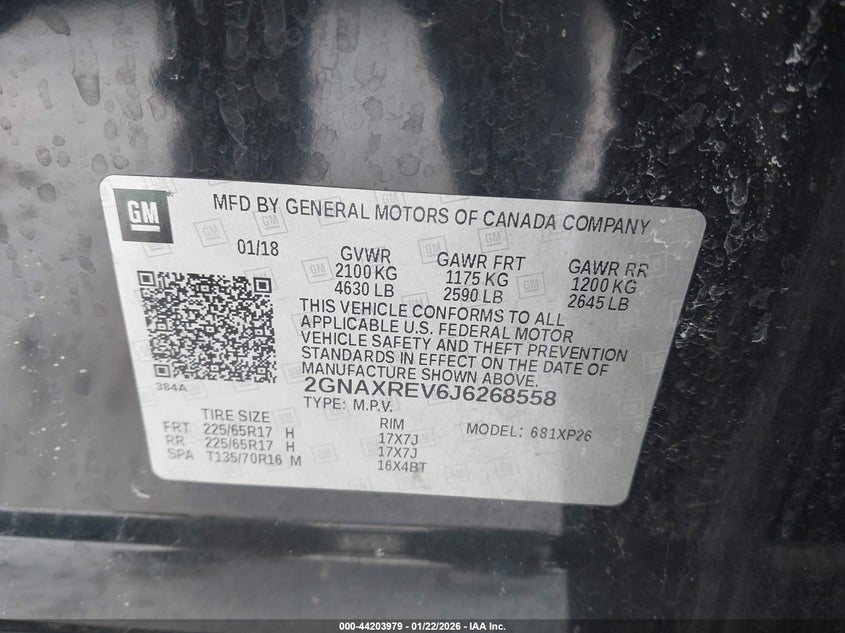 GM
MFD BY GENERAL MOTORS OF CANADA COMPANY
01/18
GVWR
2100 KG
4630 LB
GAWR FRT
1175 KG
2590 LB
GAWR RR
1200 KG
2645 LB
THIS VEHICLE CONFORMS TO ALL
APPLICABLE U.S. FEDERAL MOTOR
VEHICLE SAFETY AND THEFT PREVENTION
STANDARDS IN EFFECT ON THE DATE OF
MANUFACTURE SHOWN ABOVE.
384A
2GNAXREV6J6268558
TYPE: M.P.V.
MODEL: 681XP26
TIRE SIZE
RIM
FRT 225/65R17 H 17X7J
RR 225/65R17 H 17X7J
SPA T135/70R16 M 16X4BT
000-44203979 - 01/22/2026 - IAA Inc.